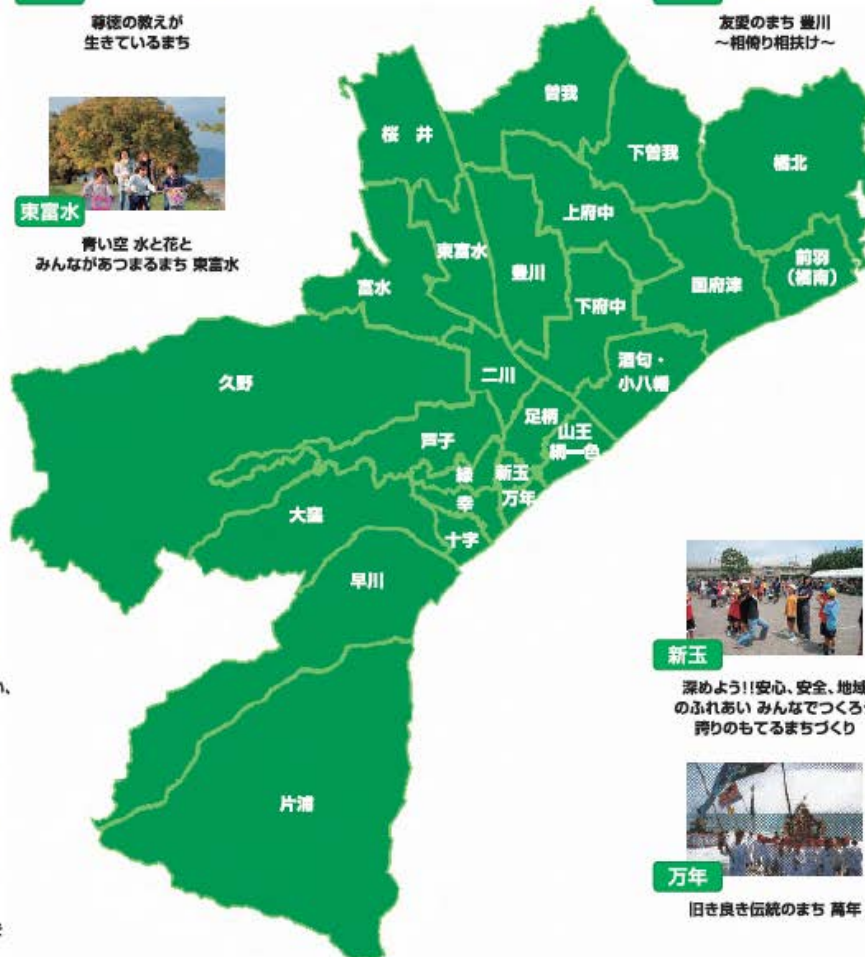 尊徳の教えが
生きているまち
友愛のまち 豊川
～相倚り相扶け～
東富水
青い空 水と花と
みんながあつまるまち 東富水
曽我
桜 井
下曽我
橘北
上府中
東富水
豊川
前羽
(橘南)
国府津
富水
下府中
久野
二川
酒匂・
小八幡
足柄
芦子
山王
網一色
緑
新玉
幸
万年
大窪
十字
早川
片浦
新玉
深めよう!!安心、安全、地域
のふれあい みんなでつくろう
誇りのもてるまちづくり
万年
旧き良き伝統のまち 萬年
い、